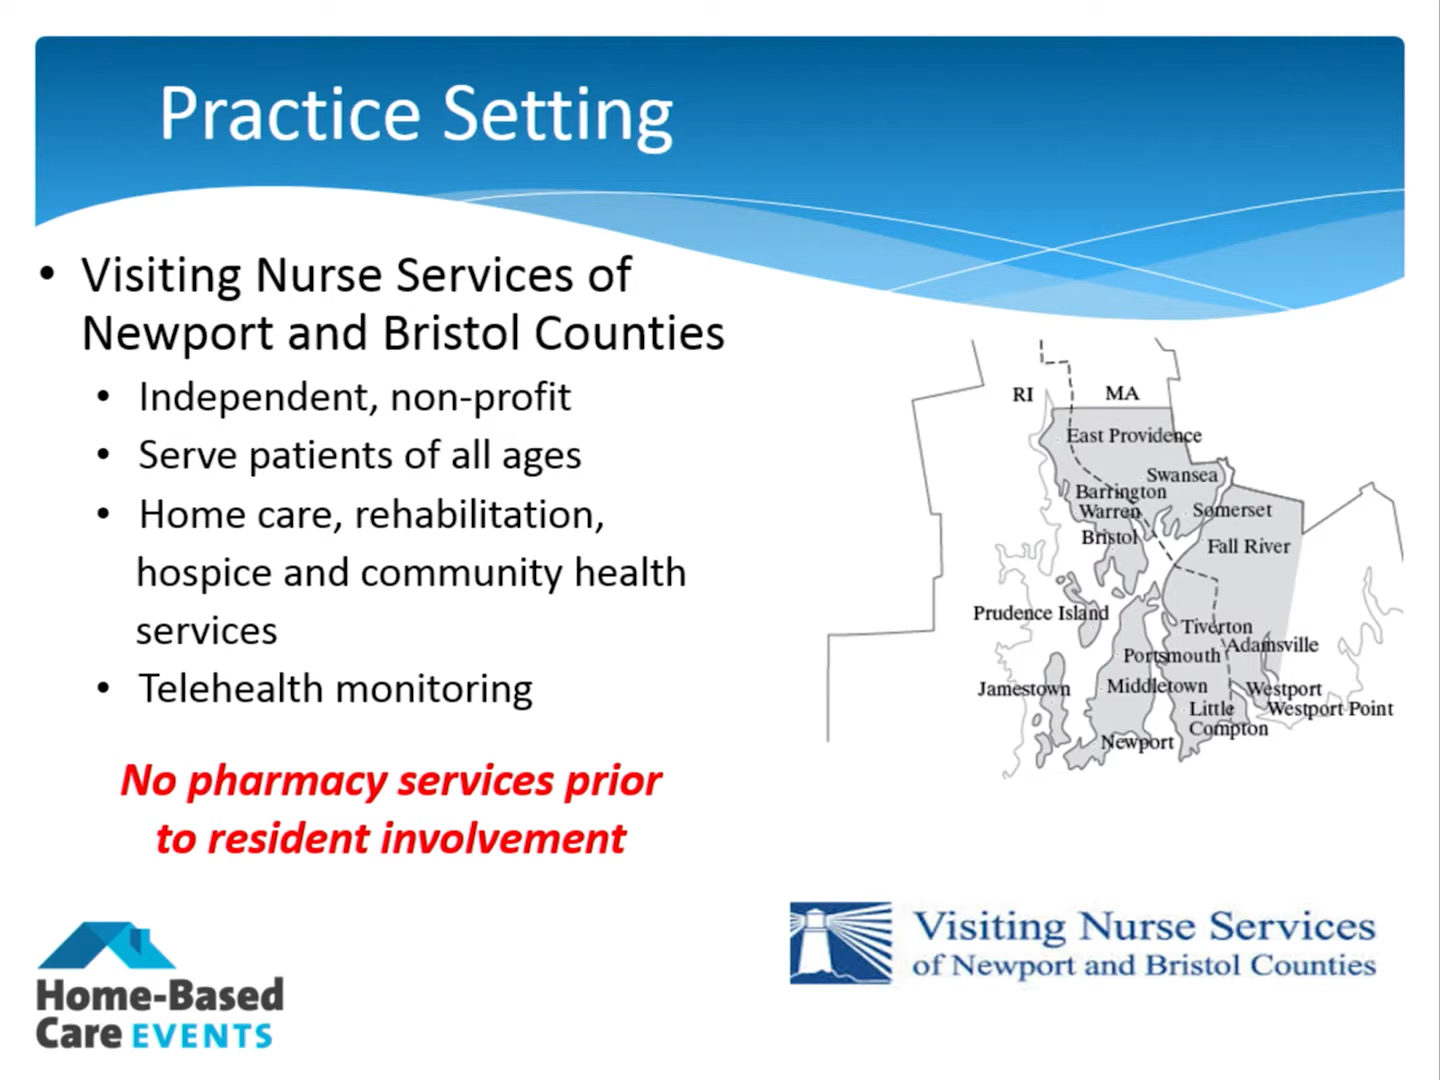 Practice Setting
• Visiting Nurse Services of
Newport and Bristol Counties
• Independent, non-profit
• Serve patients of all ages
• Home care, rehabilitation,
hospice and community health
services
• Telehealth monitoring
No pharmacy services prior
to resident involvement
RI MA
East Providence
Swansea
Barrington
Warren
Somerset
Bristol
Fall River
Prudence Island
Tiverton
Adamsville
Portsmouth
Jamestown
Middletown
Westport
Little
Compton
Westport Point
Newport
Home-Based
Care EVENTS
Visiting Nurse Services
of Newport and Bristol Counties